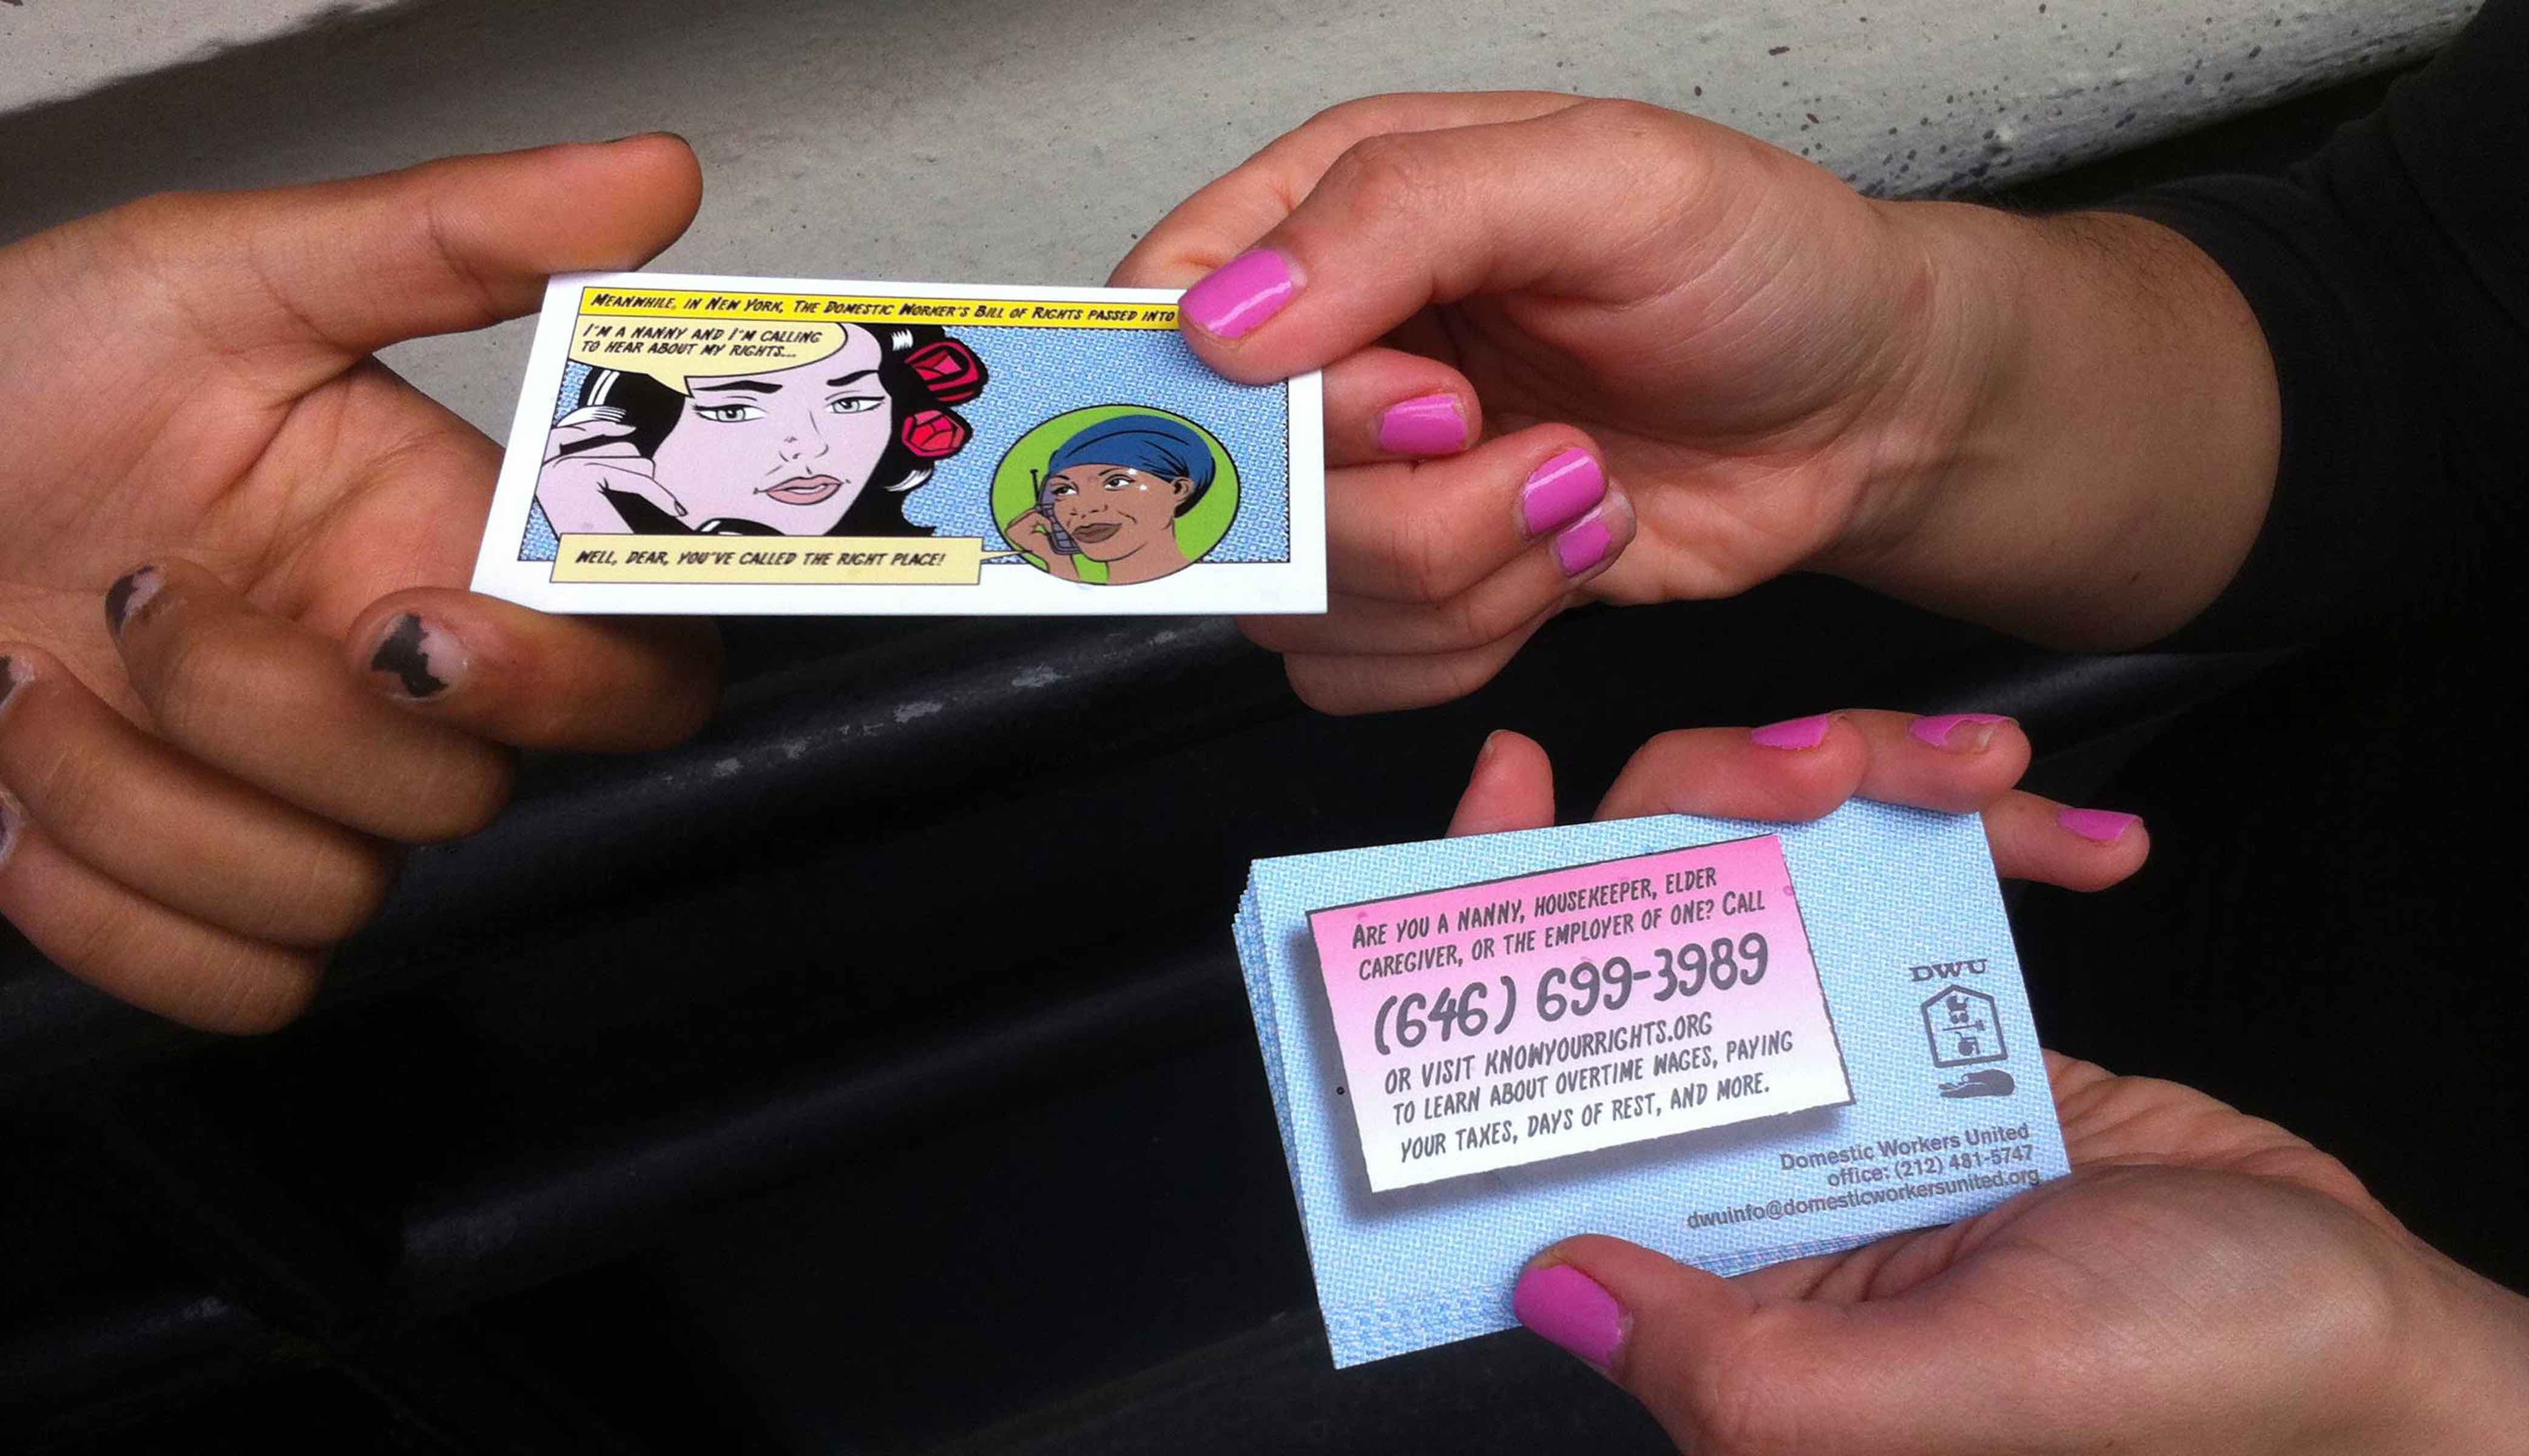 MEANWHILE, IN NEW YORK, THE DOMESTIC WORKER'S BILL OF RIGHTS PASSED INTO
I'M A NANNY AND I'M CALLING
TO HEAR ABOUT MY RIGHTS...
WELL, DEAR, YOU'VE CALLED THE RIGHT PLACE!
ARE YOU A NANNY, HOUSEKEEPER, ELDER
CAREGIVER, OR THE EMPLOYER OF ONE? CALL
(646) 699-3989
OR VISIT KNOWYOURRIGHTS.ORG
TO LEARN ABOUT OVERTIME WAGES, PAYING
YOUR TAXES, DAYS OF REST, AND MORE.
DWU
Domestic Workers United
office: (212) 481-5747
dwuinfo@domesticworkersunited.org